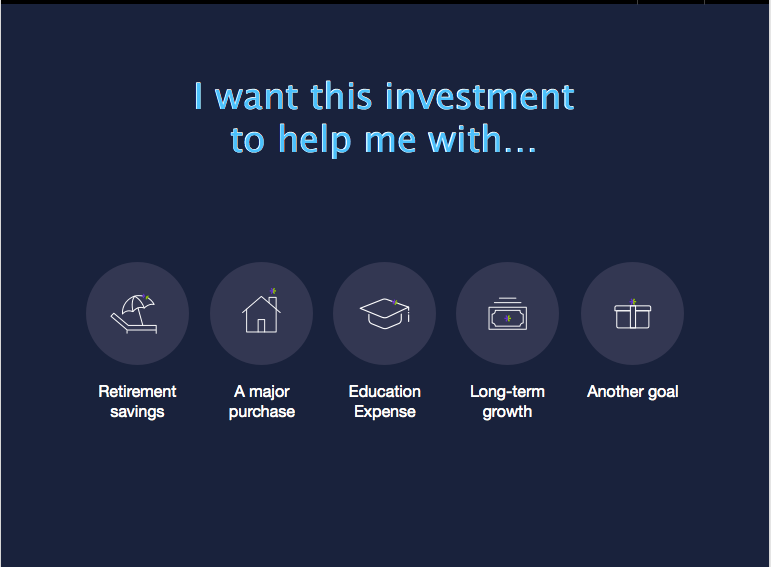 I want this investment
to help me with...
Retirement
savings
A major
purchase
Education
Expense
Long-term
growth
Another goal